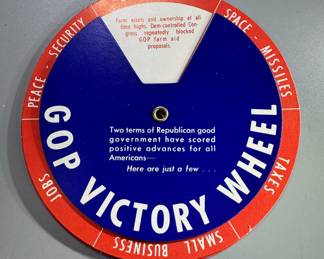 Farms assets and ownership at all
time highs. Dem-controlled Con-
gress repeatedly blocked
GOP farm aid
proposals.
PEACE - SECURITY
SPACE - MISSILES
TAXES
SMALL BUSINESS
JOBS
Two terms of Republican good
government have scored
positive advances for all
Americans—
Here are just a few . . .
GOP VICTORY WHEEL